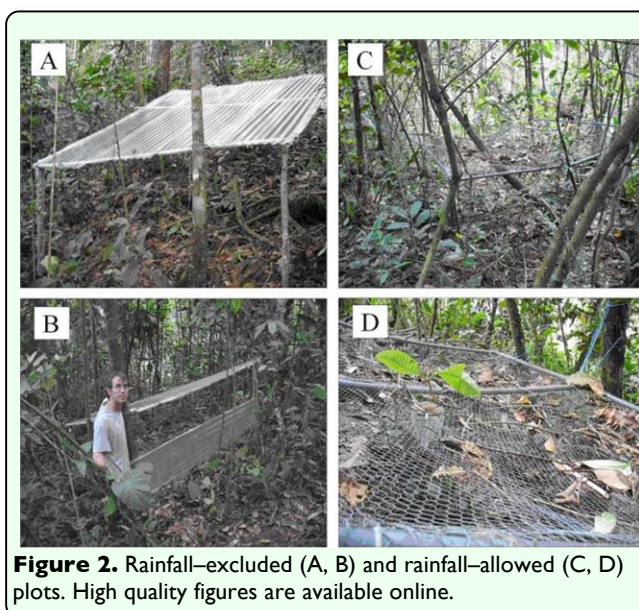 A
C
B
D
Figure 2. Rainfall–excluded (A, B) and rainfall–allowed (C, D)
plots. High quality figures are available online.